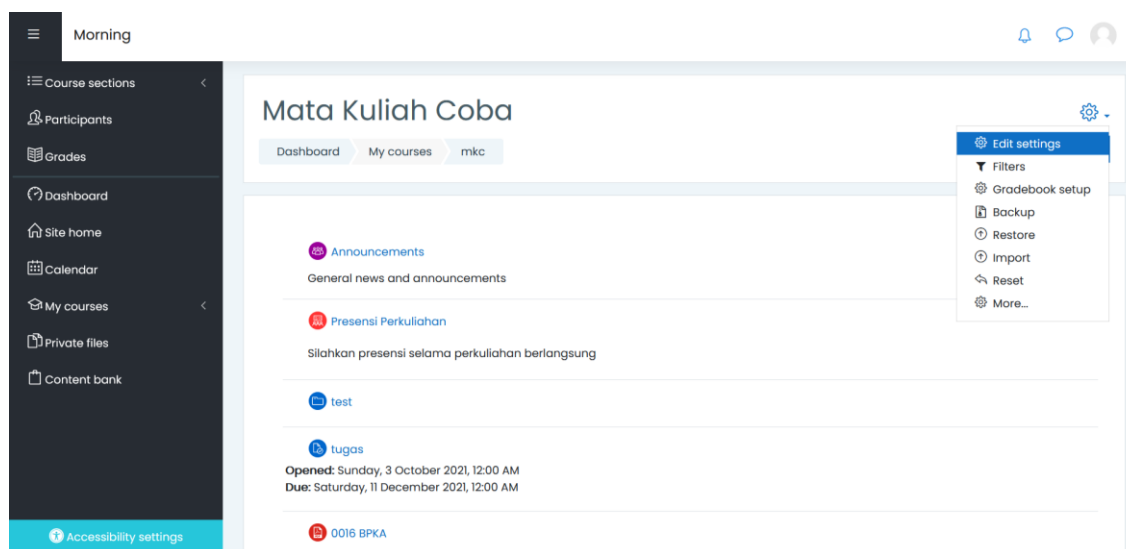 Morning
Course sections
Participants
Grades
Dashboard
Site home
Calendar
My courses
Private files
Content bank
Accessibility settings
Mata Kuliah Coba
Dashboard My courses mkc
Edit settings
Filters
Gradebook setup
Backup
Restore
Import
Reset
More...
Announcements
General news and announcements
Presensi Perkuliahan
Silahkan presensi selama perkuliahan berlangsung
test
tugas
Opened: Sunday, 3 October 2021, 12:00 AM
Due: Saturday, 11 December 2021, 12:00 AM
0016 BPKA